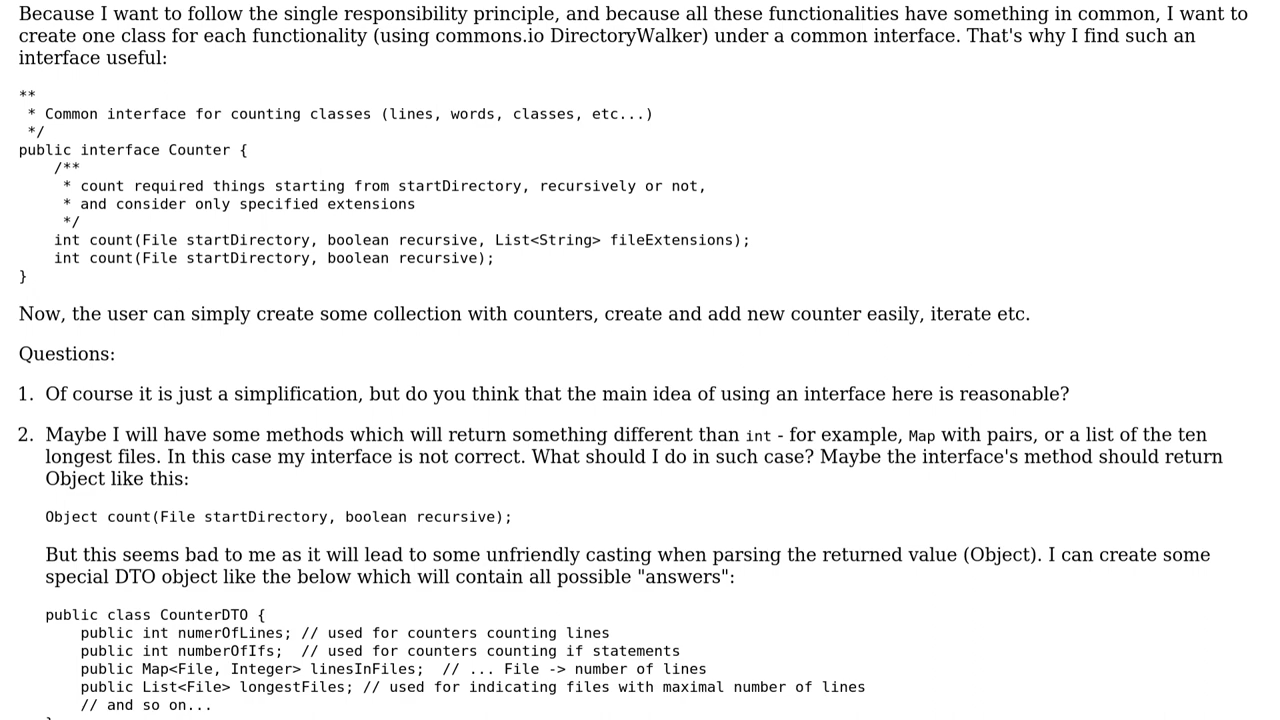 Because I want to follow the single responsibility principle, and because all these functionalities have something in common, I want to
create one class for each functionality (using commons.io DirectoryWalker) under a common interface. That's why I find such an
interface useful:
**
 * Common interface for counting classes (lines, words, classes, etc...)
 */
public interface Counter {
    /**
     * count required things starting from startDirectory, recursively or not,
     * and consider only specified extensions
     */
    int count(File startDirectory, boolean recursive, List<String> fileExtensions);
    int count(File startDirectory, boolean recursive);
}
Now, the user can simply create some collection with counters, create and add new counter easily, iterate etc.
Questions:
1. Of course it is just a simplification, but do you think that the main idea of using an interface here is reasonable?
2. Maybe I will have some methods which will return something different than int - for example, Map with pairs, or a list of the ten
longest files. In this case my interface is not correct. What should I do in such case? Maybe the interface's method should return
Object like this:
Object count(File startDirectory, boolean recursive);
But this seems bad to me as it will lead to some unfriendly casting when parsing the returned value (Object). I can create some
special DTO object like the below which will contain all possible "answers":
public class CounterDTO {
    public int numerOfLines; // used for counters counting lines
    public int numberOfIfs;  // used for counters counting if statements
    public Map<File, Integer> linesInFiles;  // ... File -> number of lines
    public List<File> longestFiles; // used for indicating files with maximal number of lines
    // and so on...